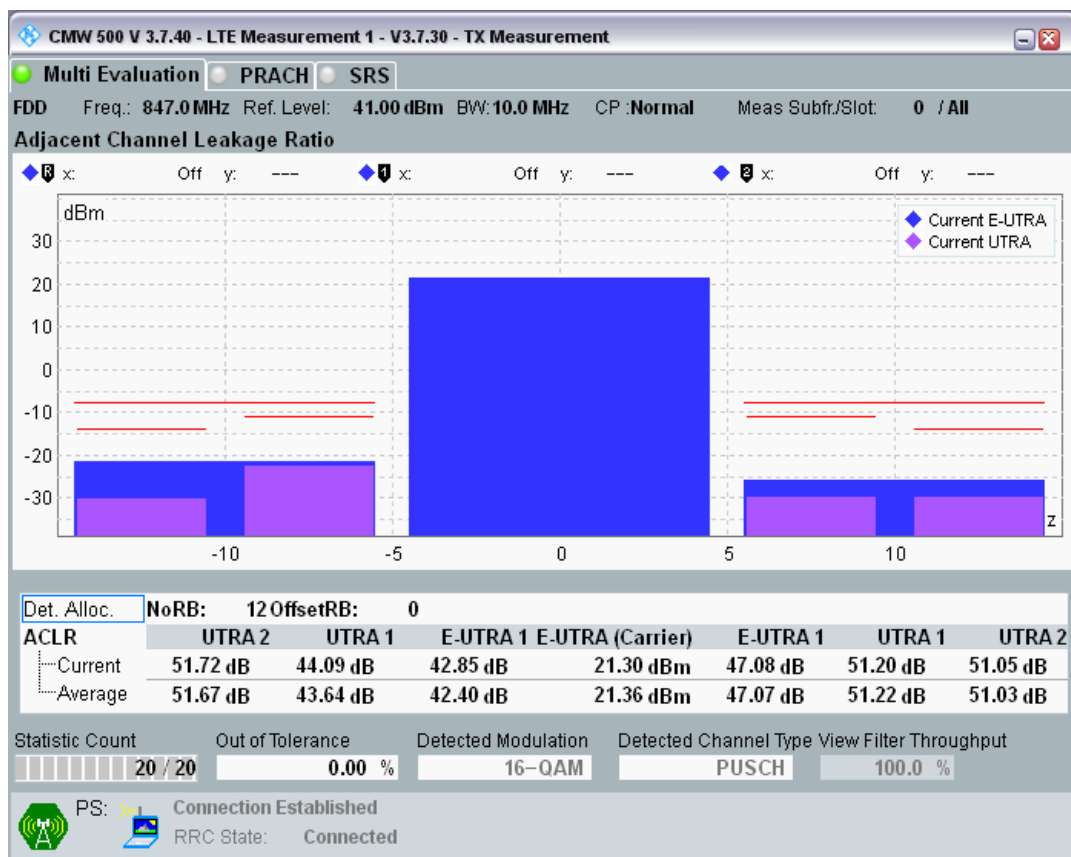 CMW 500 V 3.7.40 - LTE Measurement 1 - V3.7.30 - TX Measurement
Multi Evaluation PRACH SRS
FDD Freq.: 847.0 MHz Ref. Level: 41.00 dBm BW: 10.0 MHz CP :Normal Meas Subfr./Slot: 0 / All
Adjacent Channel Leakage Ratio
R x: Off y: --- 1 x: Off y: --- 2 x: Off y: ---
dBm
Current E-UTRA
Current UTRA
30
20
10
0
-10
-20
-30
z
-10 -5 0 5 10
Det. Alloc. NoRB: 12 OffsetRB: 0
ACLR UTRA 2 UTRA 1 E-UTRA 1 E-UTRA (Carrier) E-UTRA 1 UTRA 1 UTRA 2
Current 51.72 dB 44.09 dB 42.85 dB 21.30 dBm 47.08 dB 51.20 dB 51.05 dB
Average 51.67 dB 43.64 dB 42.40 dB 21.36 dBm 47.07 dB 51.22 dB 51.03 dB
Statistic Count Out of Tolerance Detected Modulation Detected Channel Type View Filter Throughput
20 / 20 0.00 % 16-QAM PUSCH 100.0 %
PS: Connection Established
RRC State: Connected